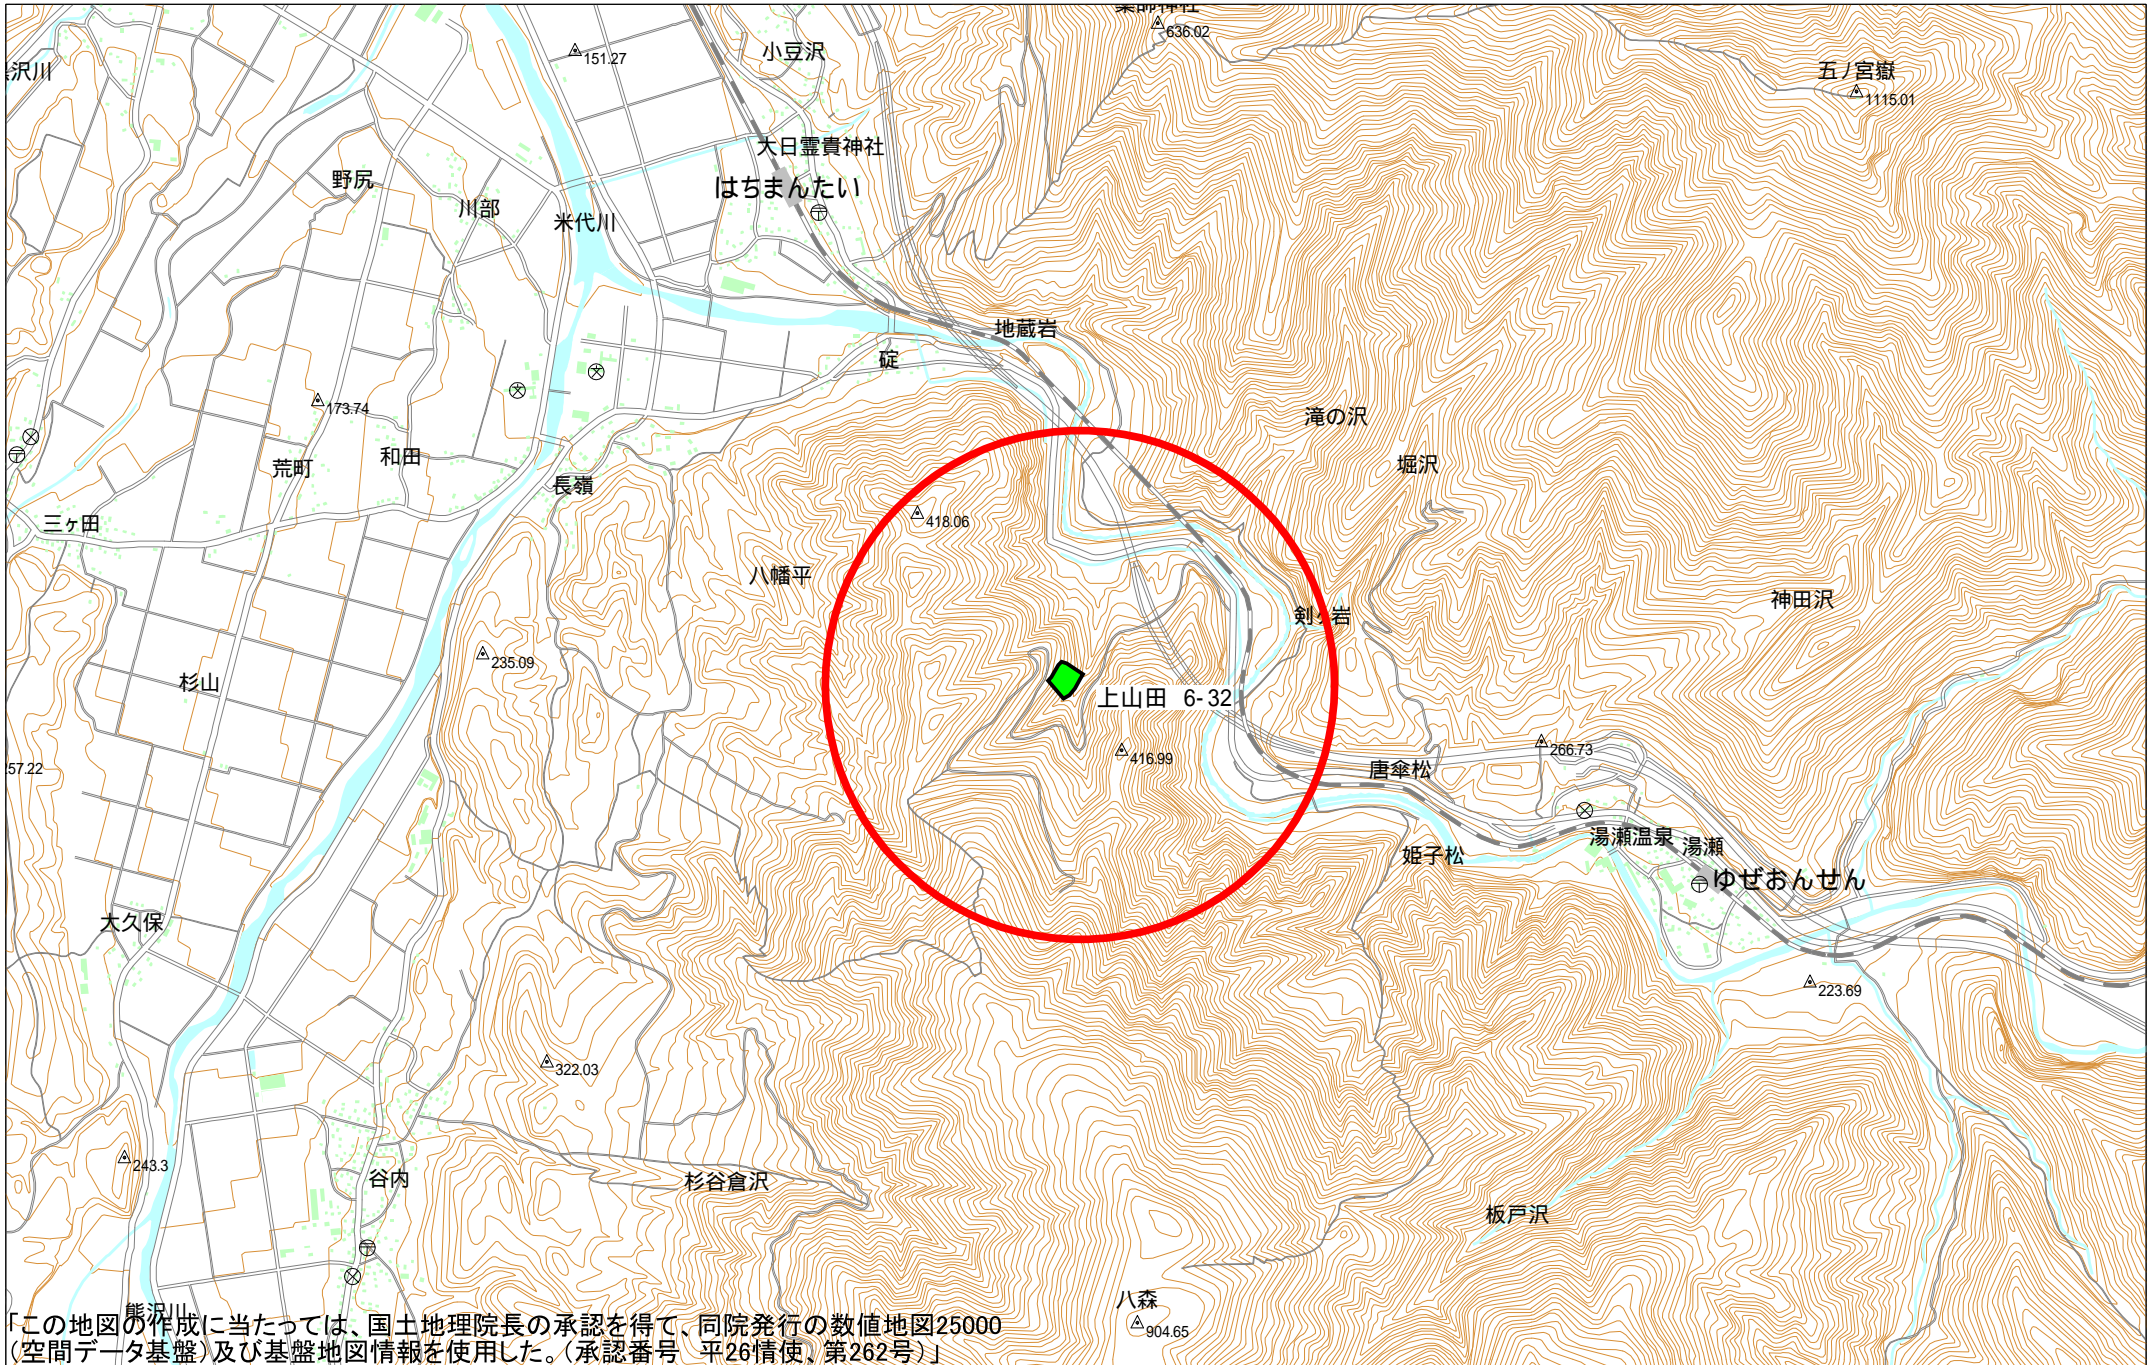 636.02
151.27
小豆沢
五ノ宮嶽
1115.01
大日霊貴神社
はちまんたい
野尻
川部
米代川
地蔵岩
碇
173.74
滝の沢
荒町
和田
堀沢
長嶺
三ヶ田
418.06
八幡平
神田沢
剣ヶ岩
235.09
杉山
上山田 6-32
416.99
266.73
唐傘松
湯瀬温泉
湯瀬
姫子松
ゆぜおんせん
大久保
223.69
322.03
243.3
谷内
杉谷倉沢
板戸沢
八森
904.65
熊沢川
「この地図の作成に当たっては、国土地理院長の承認を得て、同院発行の数値地図25000
(空間データ基盤)及び基盤地図情報を使用した。(承認番号 平26情使、第262号)」